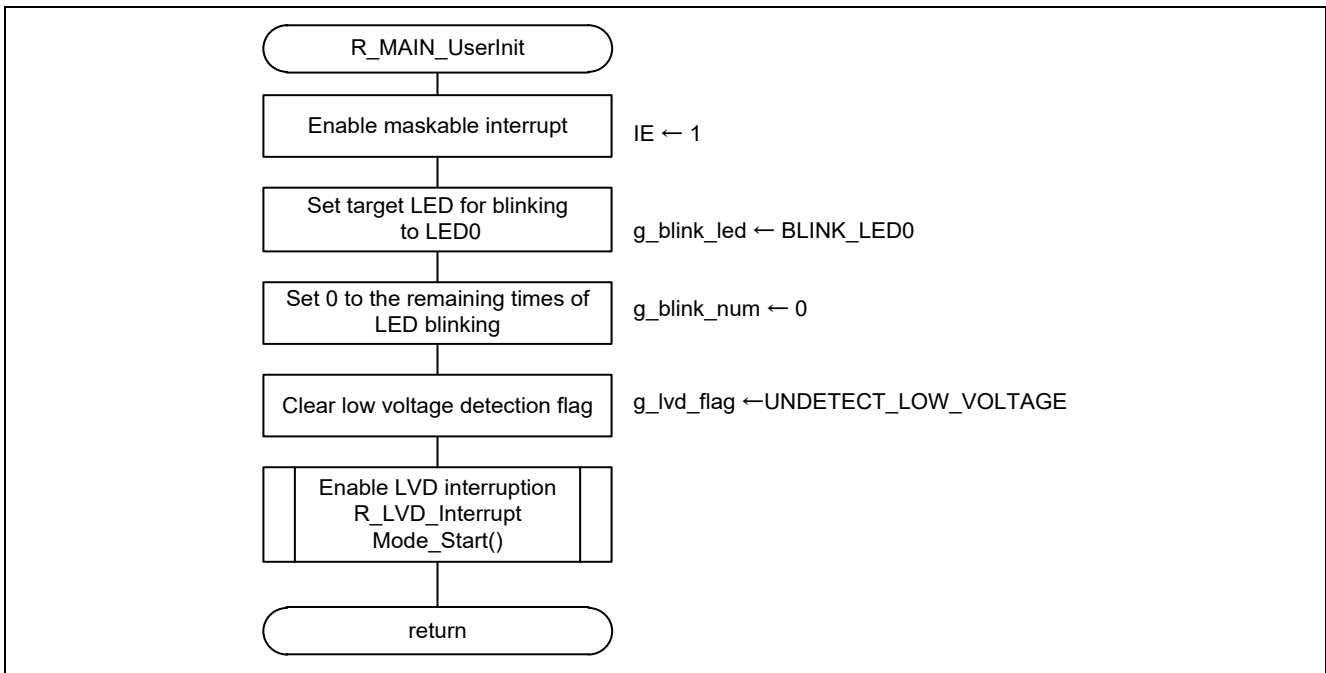 R_MAIN_UserInit
Enable maskable interrupt
IE ← 1
Set target LED for blinking
to LED0
g_blink_led ← BLINK_LED0
Set 0 to the remaining times of
LED blinking
g_blink_num ← 0
Clear low voltage detection flag
g_lvd_flag ←UNDETECT_LOW_VOLTAGE
Enable LVD interruption
R_LVD_Interrupt
Mode_Start()
return